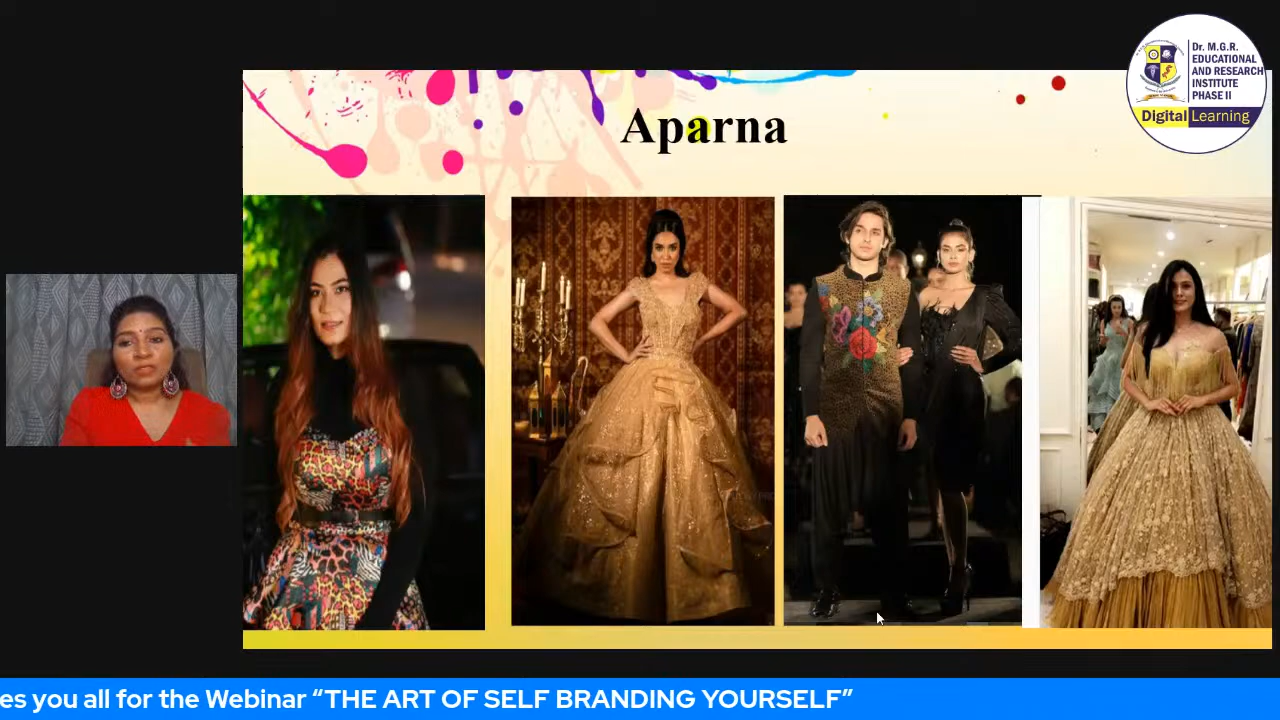 Aparna
Dr. M.G.R.
EDUCATIONAL
AND RESEARCH
INSTITUTE
PHASE II
Digital Learning
es you all for the Webinar “THE ART OF SELF BRANDING YOURSELF”